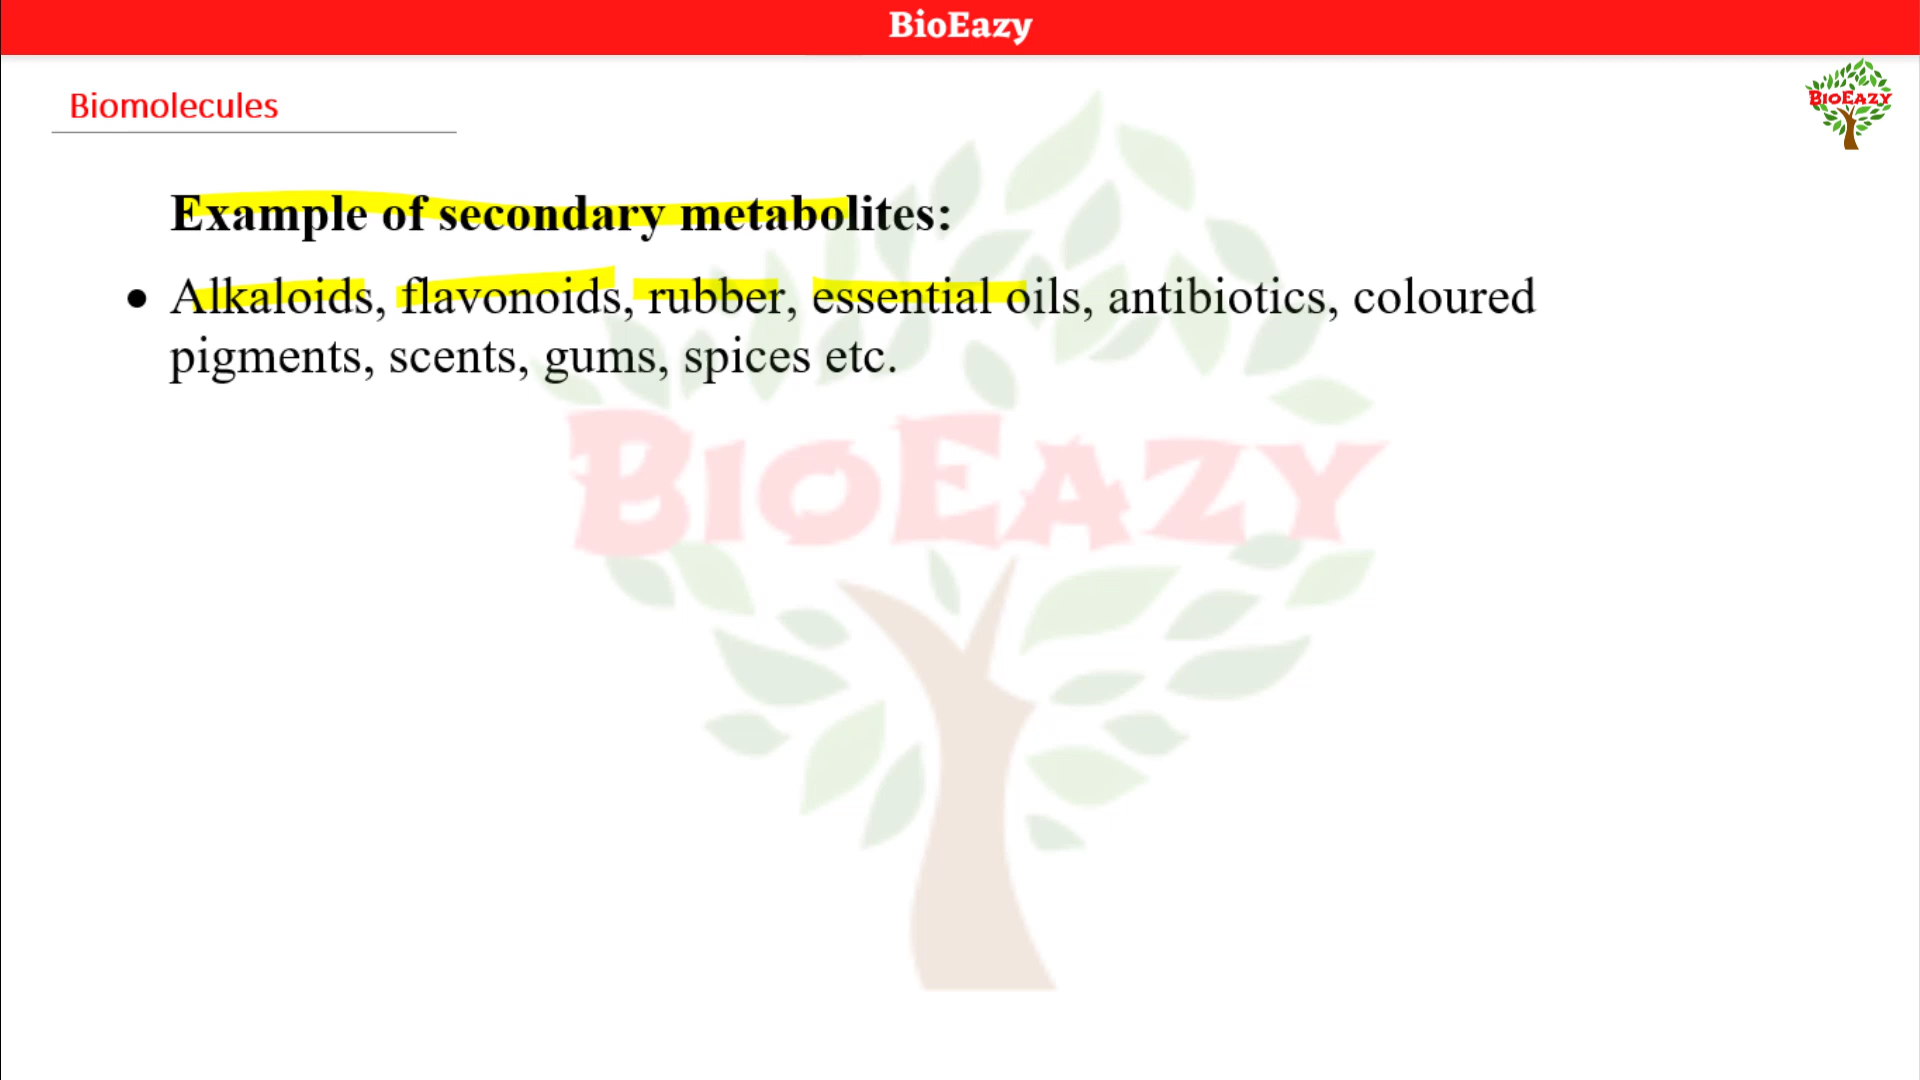 BioEazy
Biomolecules
BIOEAZY
Example of secondary metabolites:
• Alkaloids, flavonoids, rubber, essential oils, antibiotics, coloured
pigments, scents, gums, spices etc.
BIOEAZY